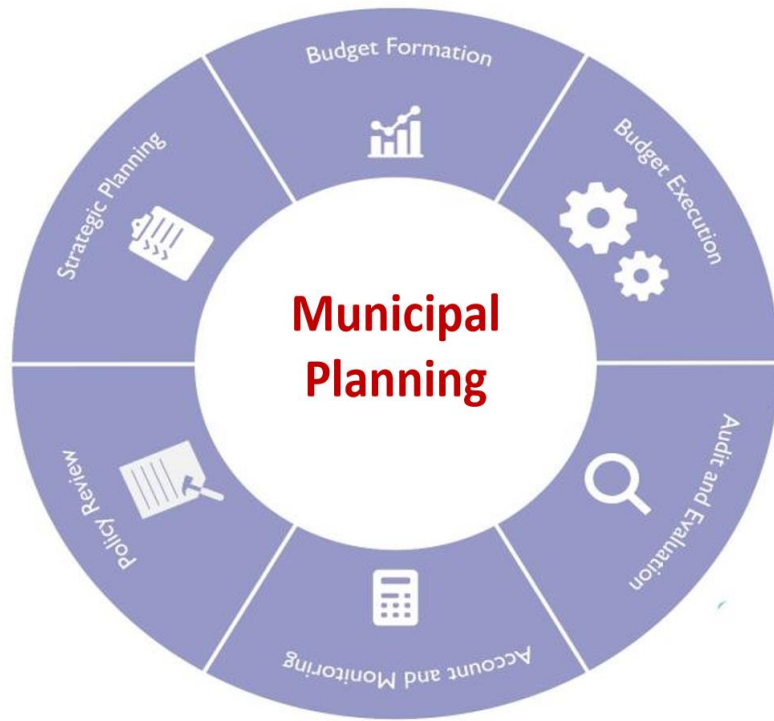 Budget Formation
Budget Execution
Audit and Evaluation
Account and Monitoring
Policy Review
Strategic Planning
Municipal
Planning